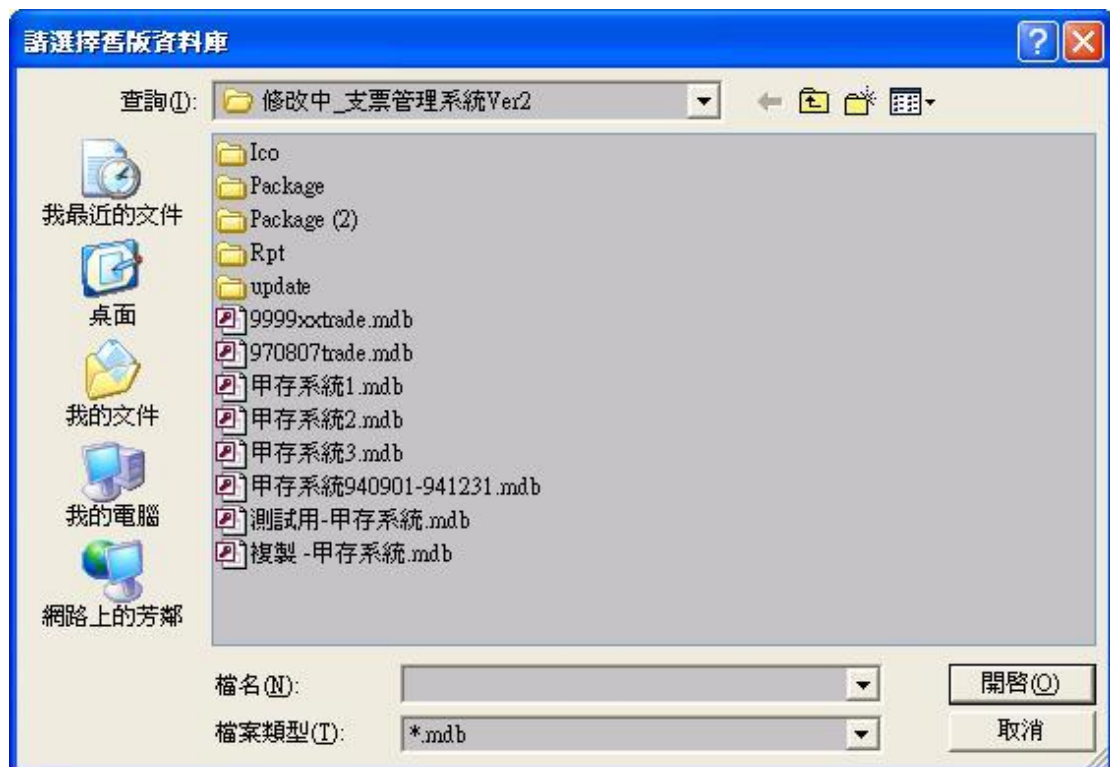 請選擇舊版資料庫
查詢(I):
修改中_支票管理系統Ver2
我最近的文件
桌面
我的文件
我的電腦
網路上的芳鄰
Ico
Package
Package (2)
Rpt
update
9999xxtrade.mdb
970807trade.mdb
甲存系統1.mdb
甲存系統2.mdb
甲存系統3.mdb
甲存系統940901-941231.mdb
測試用-甲存系統.mdb
複製 -甲存系統.mdb
檔名(N):
開啓(O)
檔案類型(T):
*.mdb
取消